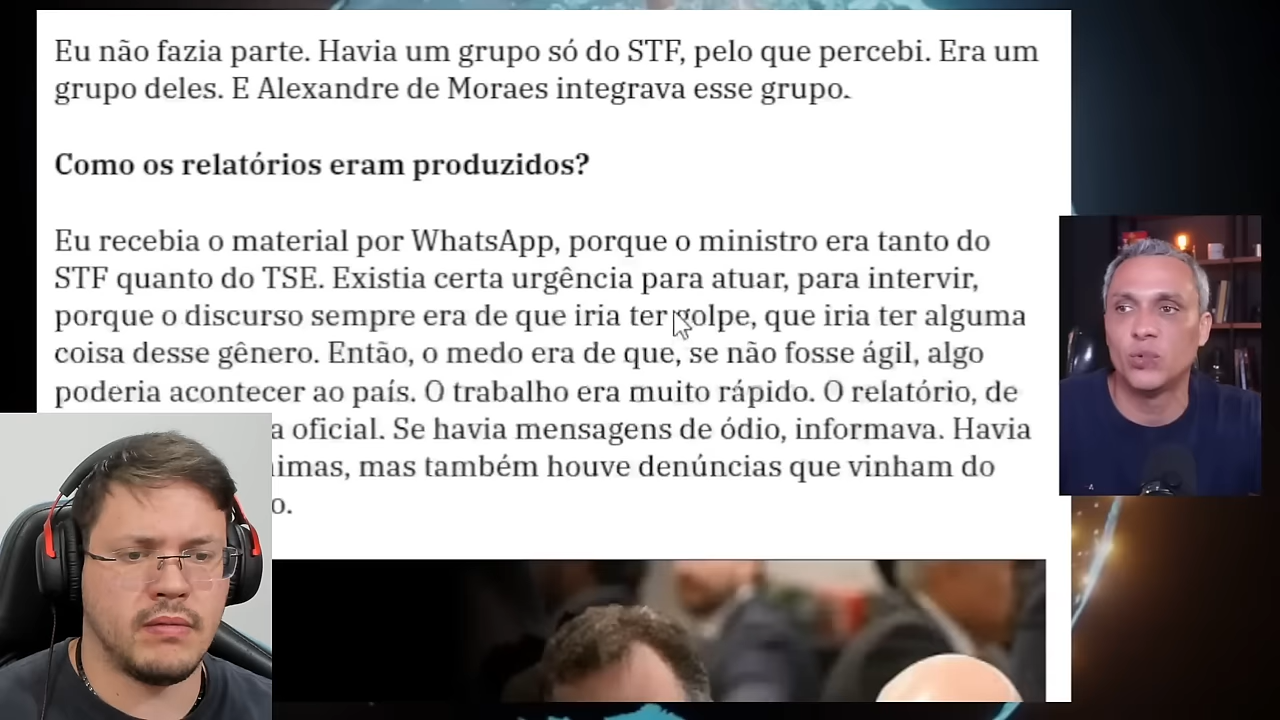 Eu não fazia parte. Havia um grupo só do STF, pelo que percebi. Era um
grupo deles. E Alexandre de Moraes integrava esse grupo.
Como os relatórios eram produzidos?
Eu recebia o material por WhatsApp, porque o ministro era tanto do
STF quanto do TSE. Existia certa urgência para atuar, para intervir,
porque o discurso sempre era de que iria ter golpe, que iria ter alguma
coisa desse gênero. Então, o medo era de que, se não fosse ágil, algo
poderia acontecer ao país. O trabalho era muito rápido. O relatório, de
a oficial. Se havia mensagens de ódio, informava. Havia
imas, mas também houve denúncias que vinham do
o.